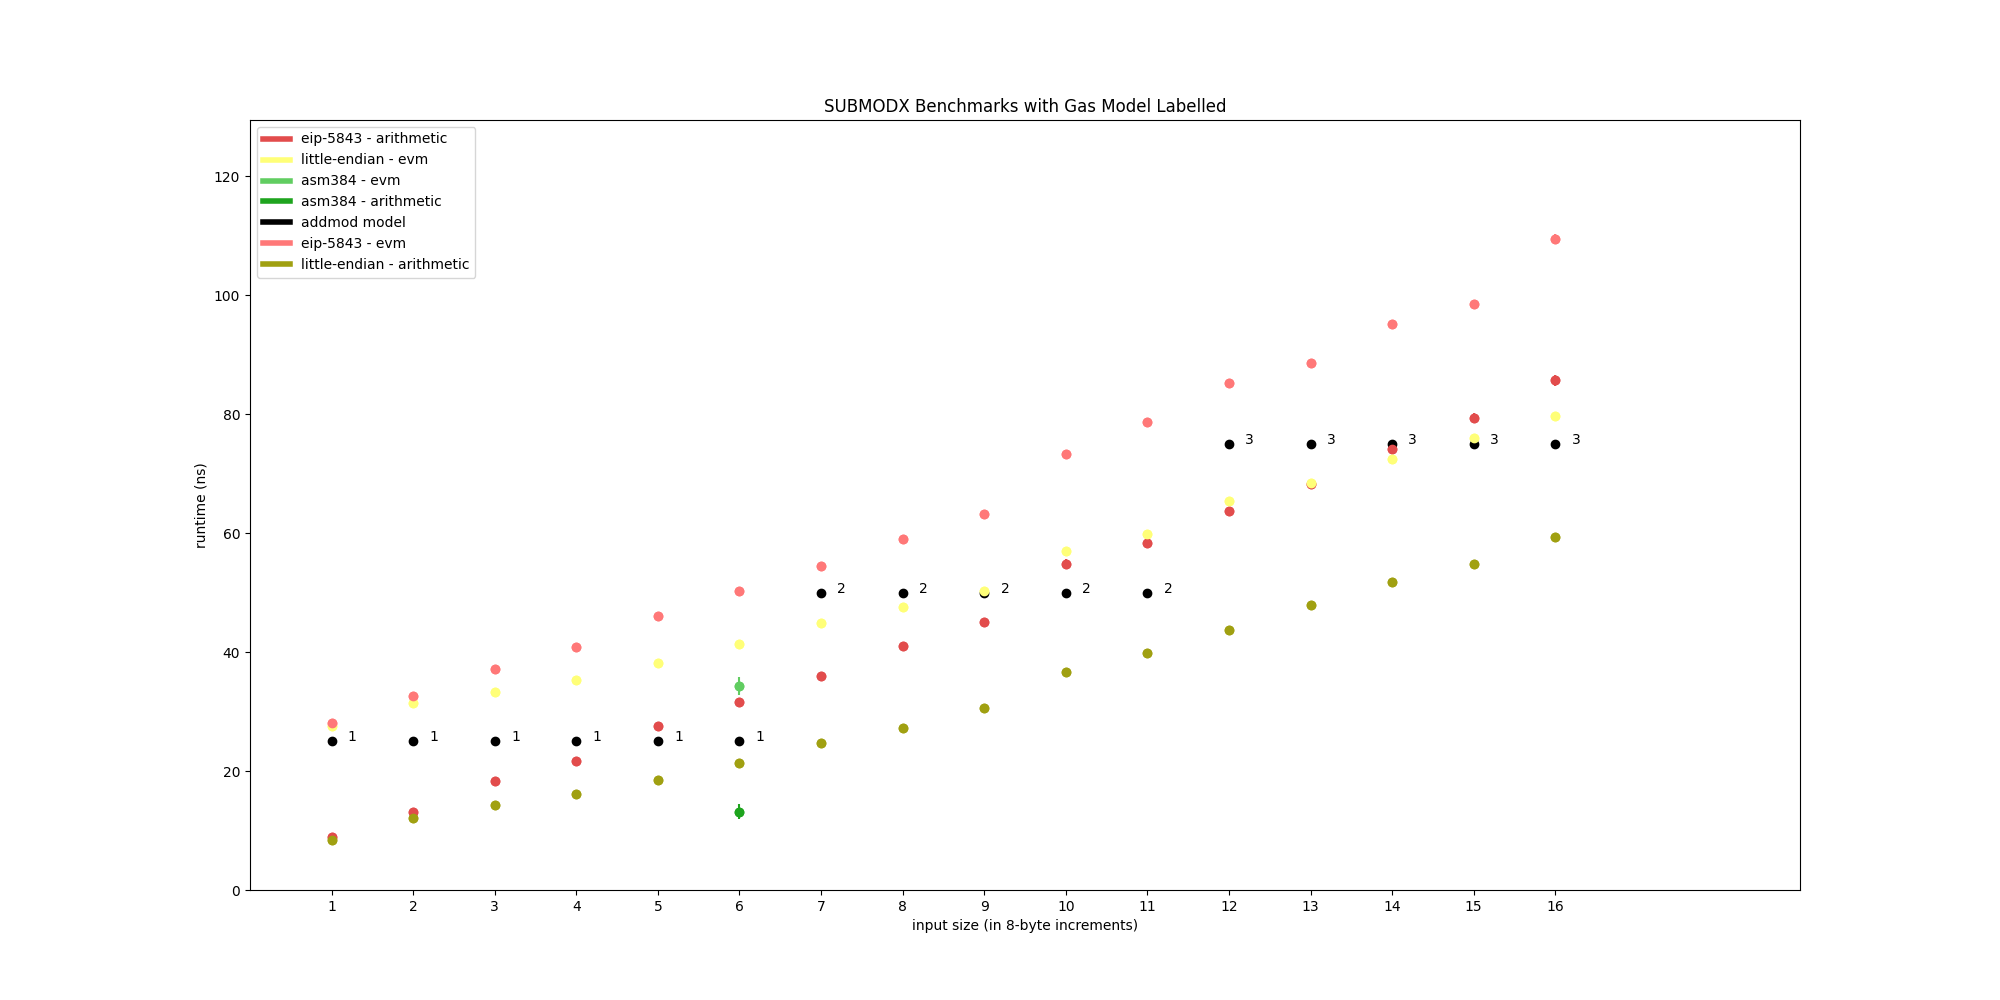 SUBMODX Benchmarks with Gas Model Labelled
eip-5843 - arithmetic
little-endian - evm
asm384 - evm
asm384 - arithmetic
addmod model
eip-5843 - evm
little-endian - arithmetic
runtime (ns)
120
100
80
60
40
20
0
3 3 3 3 3
2 2 2 2 2
1 1 1 1 1 1
1 2 3 4 5 6 7 8 9 10 11 12 13 14 15 16
input size (in 8-byte increments)